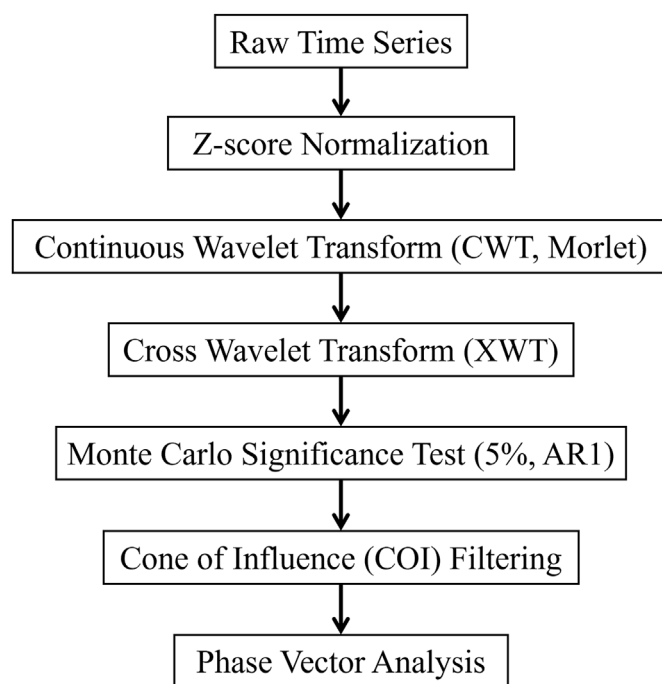 Raw Time Series
Z-score Normalization
Continuous Wavelet Transform (CWT, Morlet)
Cross Wavelet Transform (XWT)
Monte Carlo Significance Test (5%, AR1)
Cone of Influence (COI) Filtering
Phase Vector Analysis